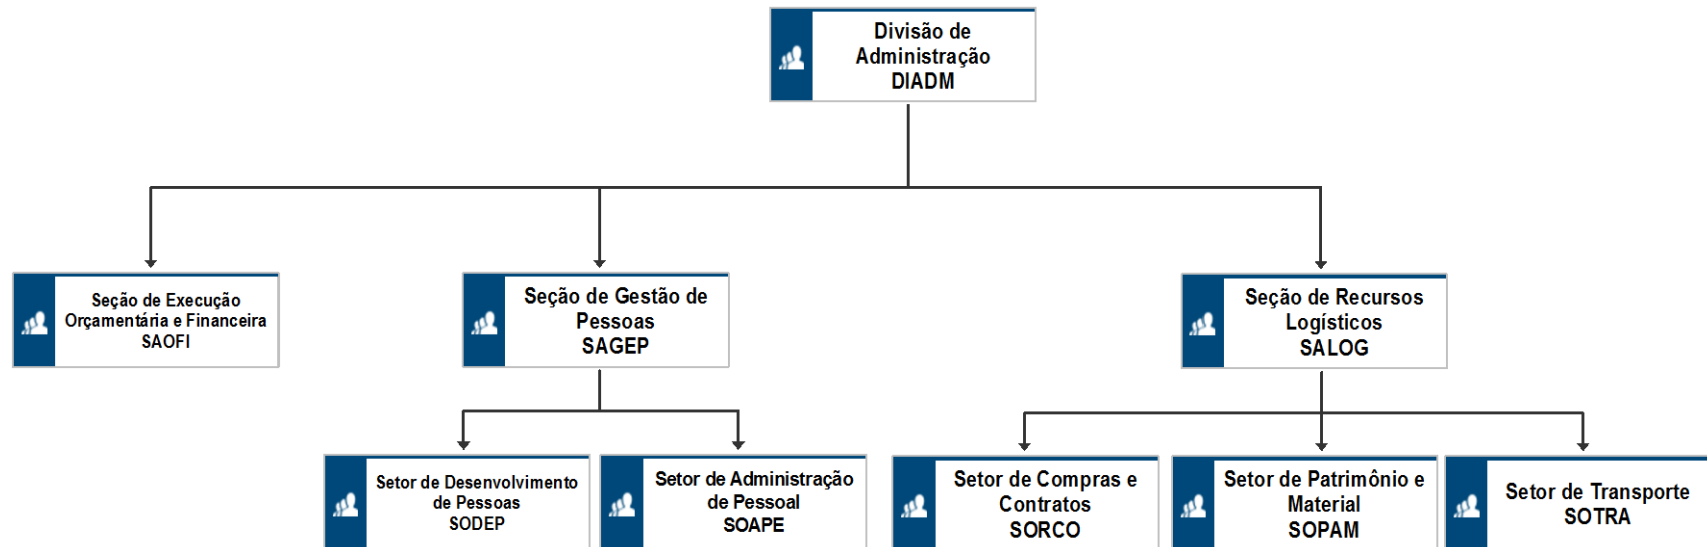 Divisão de
Administração
DIADM
Seção de Execução
Orçamentária e Financeira
SAOFI
Seção de Gestão de
Pessoas
SAGEP
Seção de Recursos
Logísticos
SALOG
Setor de Desenvolvimento
de Pessoas
SODEP
Setor de Administração
de Pessoal
SOAPE
Setor de Compras e
Contratos
SORCO
Setor de Patrimônio e
Material
SOPAM
Setor de Transporte
SOTRA